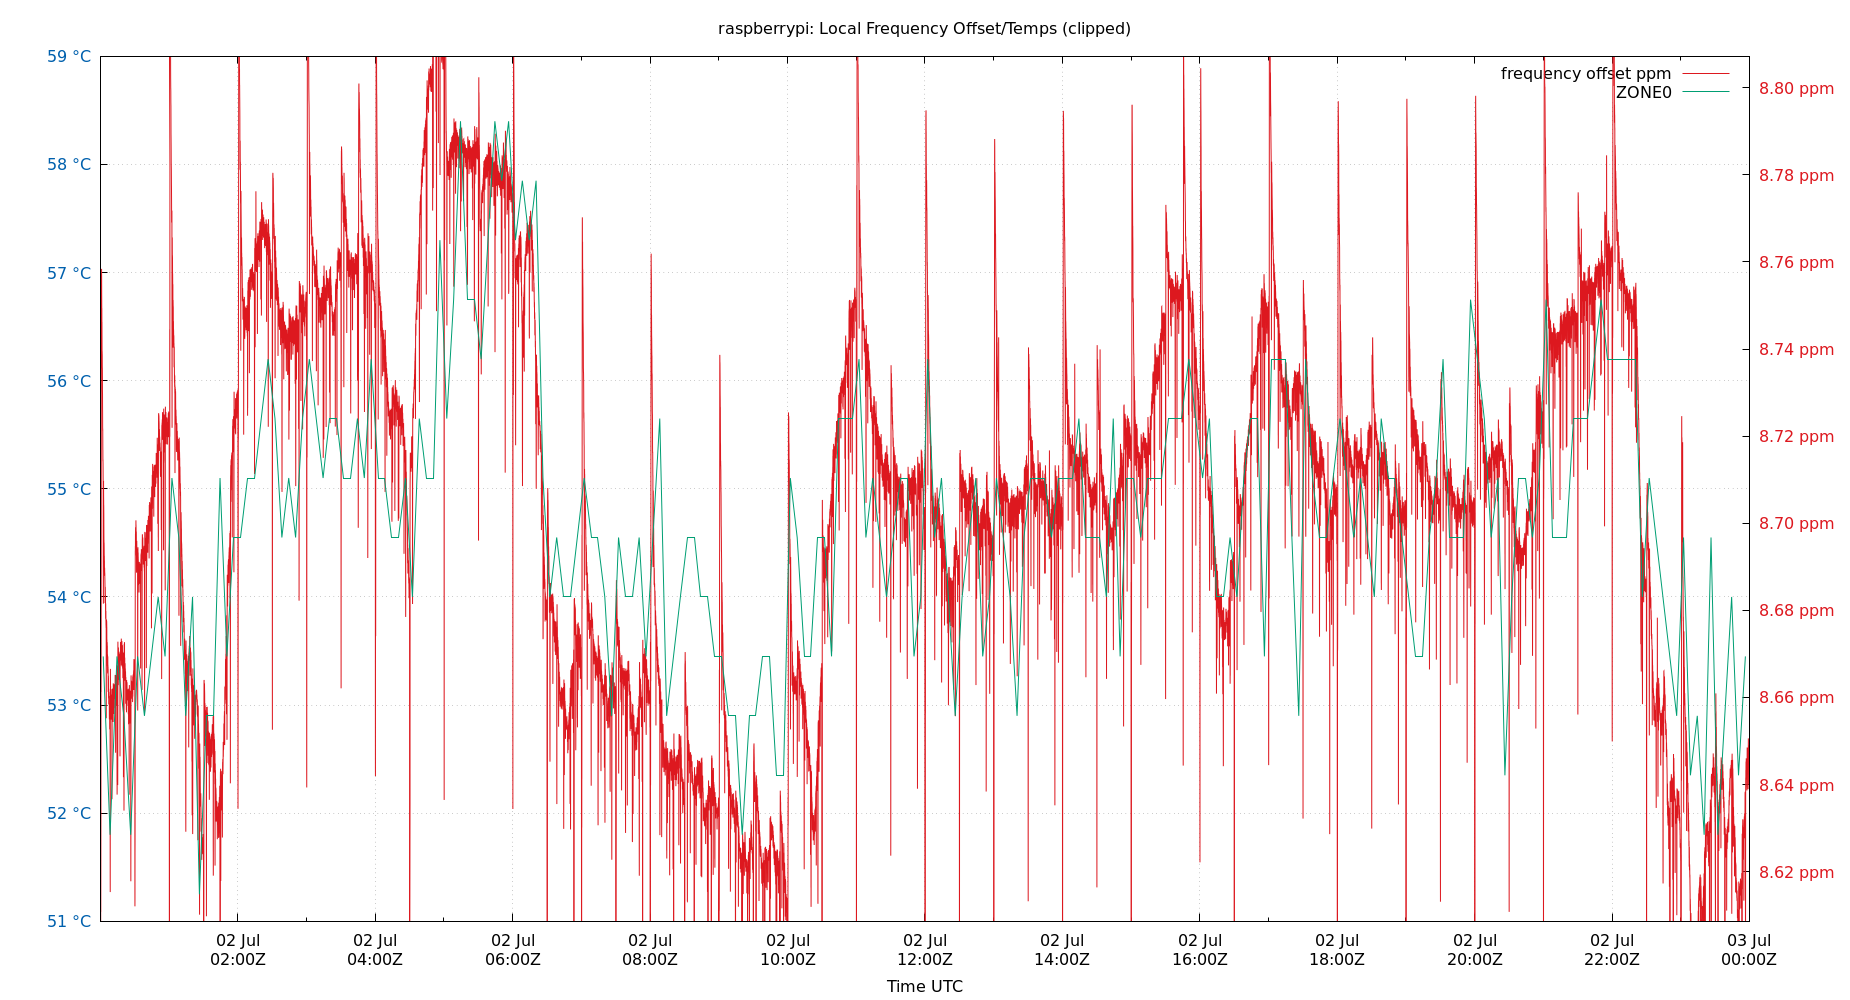 raspberrypi: Local Frequency Offset/Temps (clipped)
frequency offset ppm
ZONE0
59 °C
58 °C
57 °C
56 °C
55 °C
54 °C
53 °C
52 °C
51 °C
8.80 ppm
8.78 ppm
8.76 ppm
8.74 ppm
8.72 ppm
8.70 ppm
8.68 ppm
8.66 ppm
8.64 ppm
8.62 ppm
02 Jul
02:00Z
02 Jul
04:00Z
02 Jul
06:00Z
02 Jul
08:00Z
02 Jul
10:00Z
02 Jul
12:00Z
02 Jul
14:00Z
02 Jul
16:00Z
02 Jul
18:00Z
02 Jul
20:00Z
02 Jul
22:00Z
03 Jul
00:00Z
Time UTC